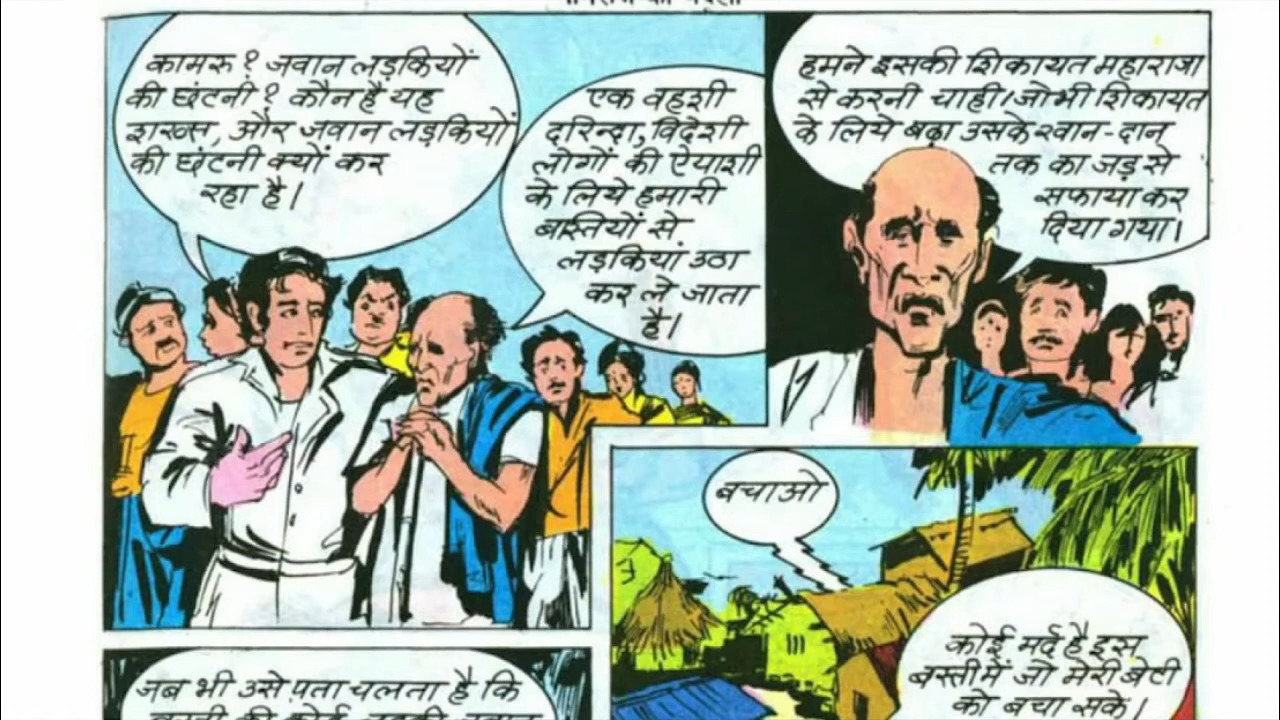 कामरू? जवान लड़कियों
की छंटनी? कौन है यह
शख्स, और जवान लड़कियों
की छंटनी क्यों कर
रहा है।
एक वहशी
दरिन्दा, विदेशी
लोगों की ऐयाशी
के लिये हमारी
बस्तियों से
लड़कियां उठा
कर ले जाता
है।
हमने इसकी शिकायत महाराजा
से करनी चाही। जो भी शिकायत
के लिये बढ़ा उसके खान-दान
तक का जड़ से
सफाया कर
दिया गया।
बचाओ
कोई मर्द है इस
बस्ती में जो मेरी बेटी
को बचा सके।
जब भी उसे पता चलता है कि